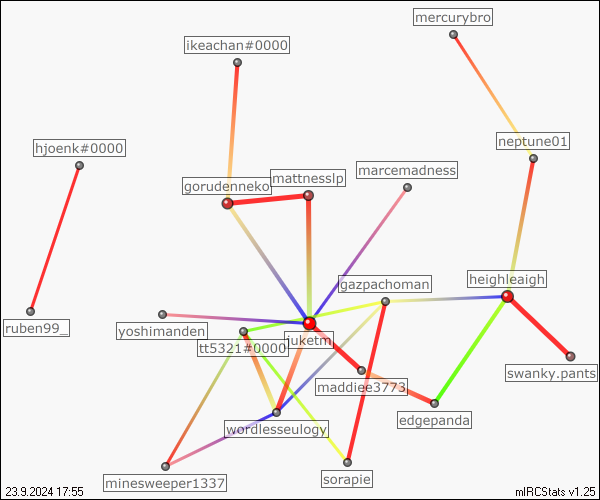 mercurybro
ikeachan#0000
neptune01
hjoenk#0000
marcemadness
mattnesslp
gorudenneko
heighleaigh
gazpachoman
ruben99_
yoshimanden
juketm
tt5321#0000
swanky.pants
maddiee3773
edgepanda
wordlesseulogy
sorapie
minesweeper1337
23.9.2024 17:55
mIRCStats v1.25